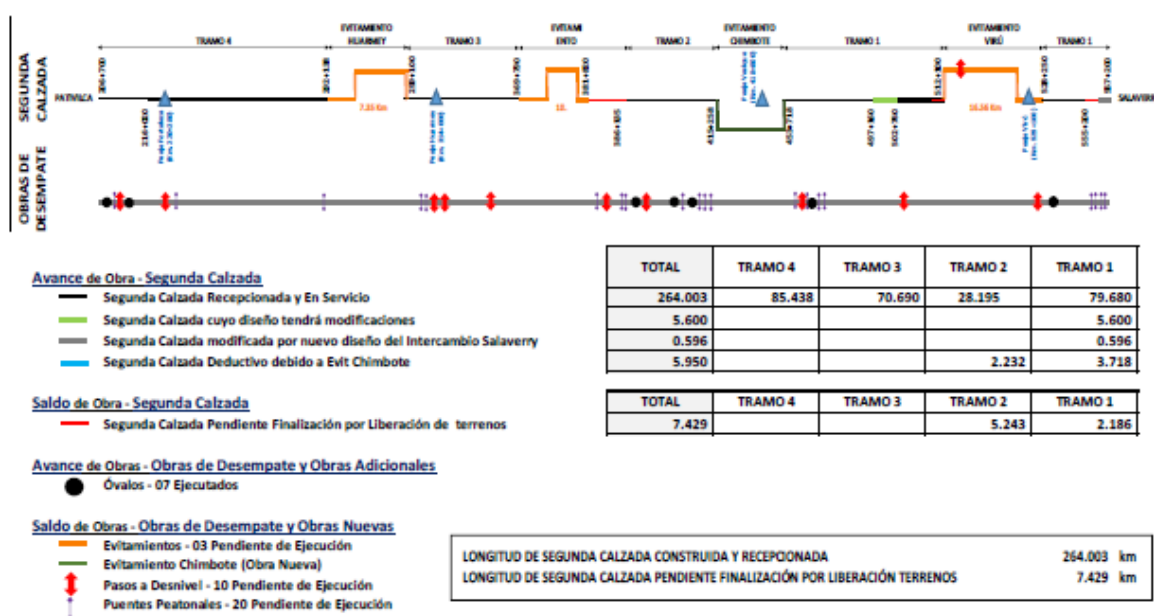 EVITAMIENTO
HUARMEY
EVITAMI
ENTO
EVITAMIENTO
CHIMBOTE
EVITAMIENTO
VIRÚ
TRAMO 4
TRAMO 3
TRAMO 2
TRAMO 1
TRAMO 1
SEGUNDA
CALZADA
PATIVILCA
SALAVERRY
7.35 Km
10.
OBRAS DE
DESEMPATE
Avance de Obra - Segunda Calzada
Segunda Calzada Recepcionada y En Servicio
Segunda Calzada cuyo diseño tendrá modificaciones
Segunda Calzada modificada por nuevo diseño del Intercambio Salaverry
Segunda Calzada Deductivo debido a Evit Chimbote
TOTAL TRAMO 4 TRAMO 3 TRAMO 2 TRAMO 1
264.003 85.438 70.690 28.195 79.680
5.600 5.600
0.596 0.596
5.950 2.232 3.718
Saldo de Obra - Segunda Calzada
Segunda Calzada Pendiente Finalización por Liberación de terrenos
TOTAL TRAMO 4 TRAMO 3 TRAMO 2 TRAMO 1
7.429 5.243 2.186
Avance de Obras - Obras de Desempate y Obras Adicionales
Óvalos - 07 Ejecutados
Saldo de Obras - Obras de Desempate y Obras Nuevas
Evitamientos - 03 Pendiente de Ejecución
Evitamiento Chimbote (Obra Nueva)
Pasos a Desnivel - 10 Pendiente de Ejecución
Puentes Peatonales - 20 Pendiente de Ejecución
LONGITUD DE SEGUNDA CALZADA CONSTRUIDA Y RECEPCIONADA 264.003 km
LONGITUD DE SEGUNDA CALZADA PENDIENTE FINALIZACIÓN POR LIBERACIÓN TERRENOS 7.429 km